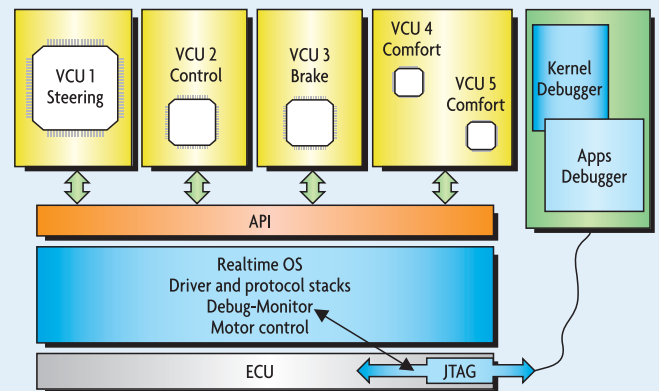 VCU 1
Steering
VCU 2
Control
VCU 3
Brake
VCU 4
Comfort
VCU 5
Comfort
Kernel
Debugger
Apps
Debugger
API
Realtime OS
Driver and protocol stacks
Debug-Monitor
Motor control
ECU
JTAG